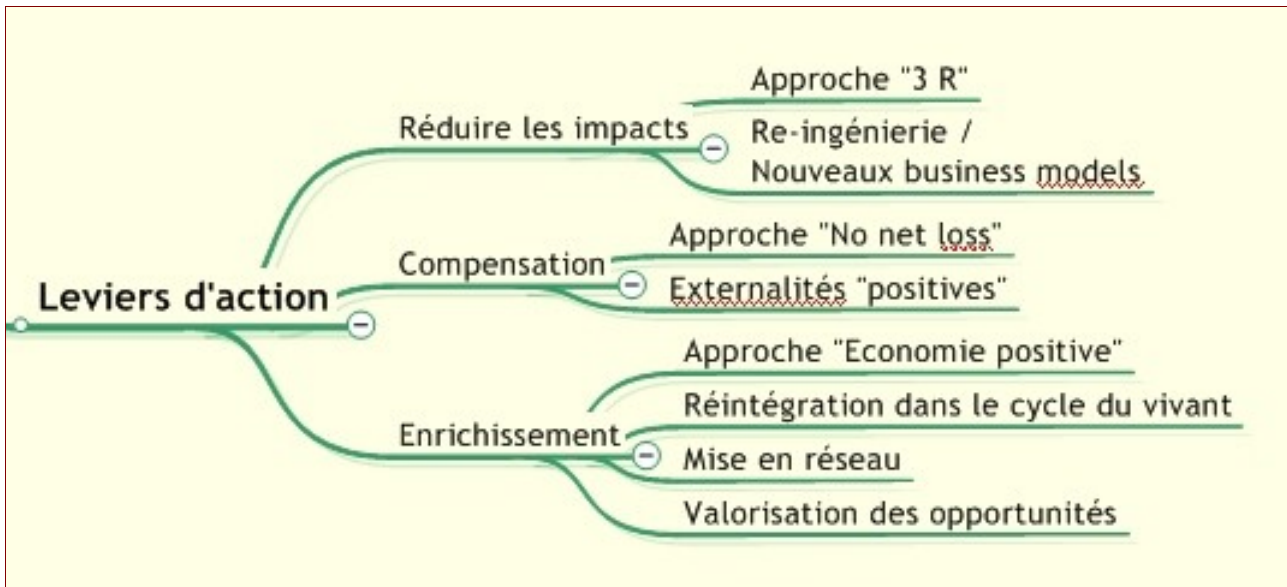 Approche "3 R"
Réduire les impacts
Re-ingénierie /
Nouveaux business models
Approche "No net loss"
Compensation
Externalités "positives"
Leviers d'action
Approche "Economie positive"
Réintégration dans le cycle du vivant
Enrichissement
Mise en réseau
Valorisation des opportunités